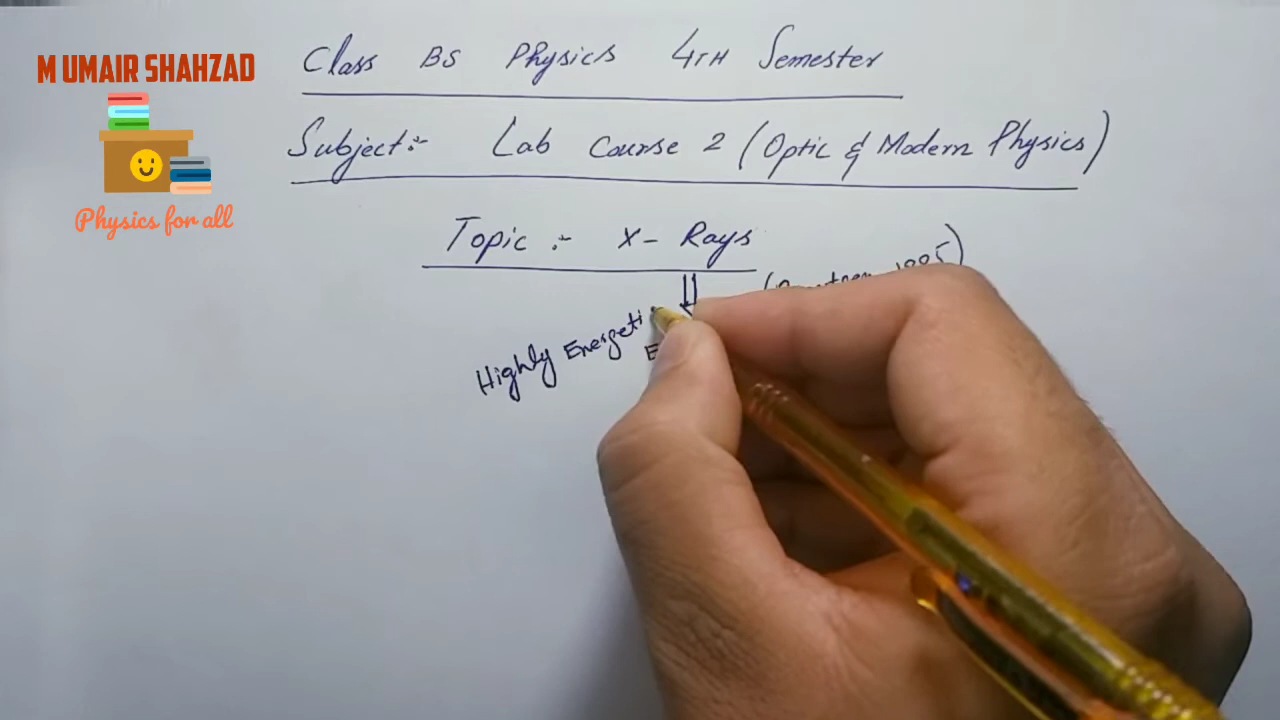 M UMAIR SHAHZAD
Physics for all
Class BS Physics 4TH Semester
Subject:- Lab Course 2 (Optic & Modern Physics)
Topic :- X- Rays
Highly Energeti